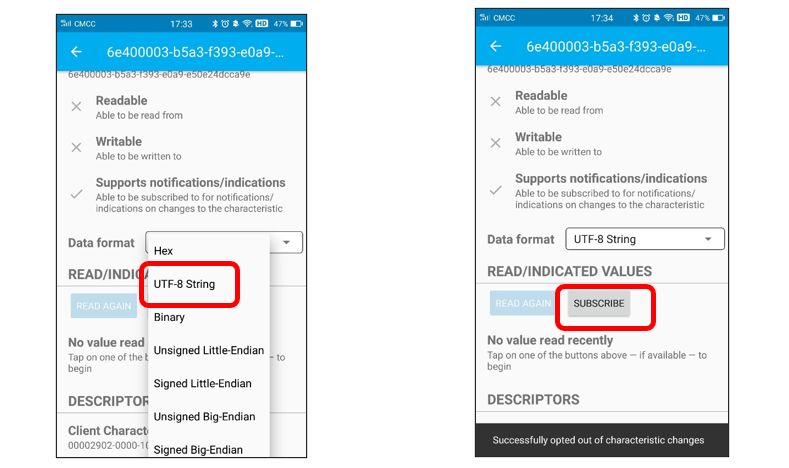 CMCC 17:33 HD 47%
6e400003-b5a3-f393-e0a9-...
6e400003-b5a3-f393-e0a9-e50e24dcca9e
Readable
Able to be read from
Writable
Able to be written to
Supports notifications/indications
Able to be subscribed to for notifications/
indications on changes to the characteristic
Data format
Hex
UTF-8 String
Binary
Unsigned Little-Endian
Signed Little-Endian
Unsigned Big-Endian
Signed Big-Endian
READ/INDICA
READ AGAIN
No value read
Tap on one of the b – to
begin
DESCRIPTOR
Client Charact
00002902-0000-10
CMCC 17:34 HD 47%
6e400003-b5a3-f393-e0a9-...
6e400003-b5a3-f393-e0a9-e50e24dcca9e
Readable
Able to be read from
Writable
Able to be written to
Supports notifications/indications
Able to be subscribed to for notifications/
indications on changes to the characteristic
Data format UTF-8 String
READ/INDICATED VALUES
READ AGAIN SUBSCRIBE
No value read recently
Tap on one of the buttons above — if available — to
begin
DESCRIPTORS
Successfully opted out of characteristic changes